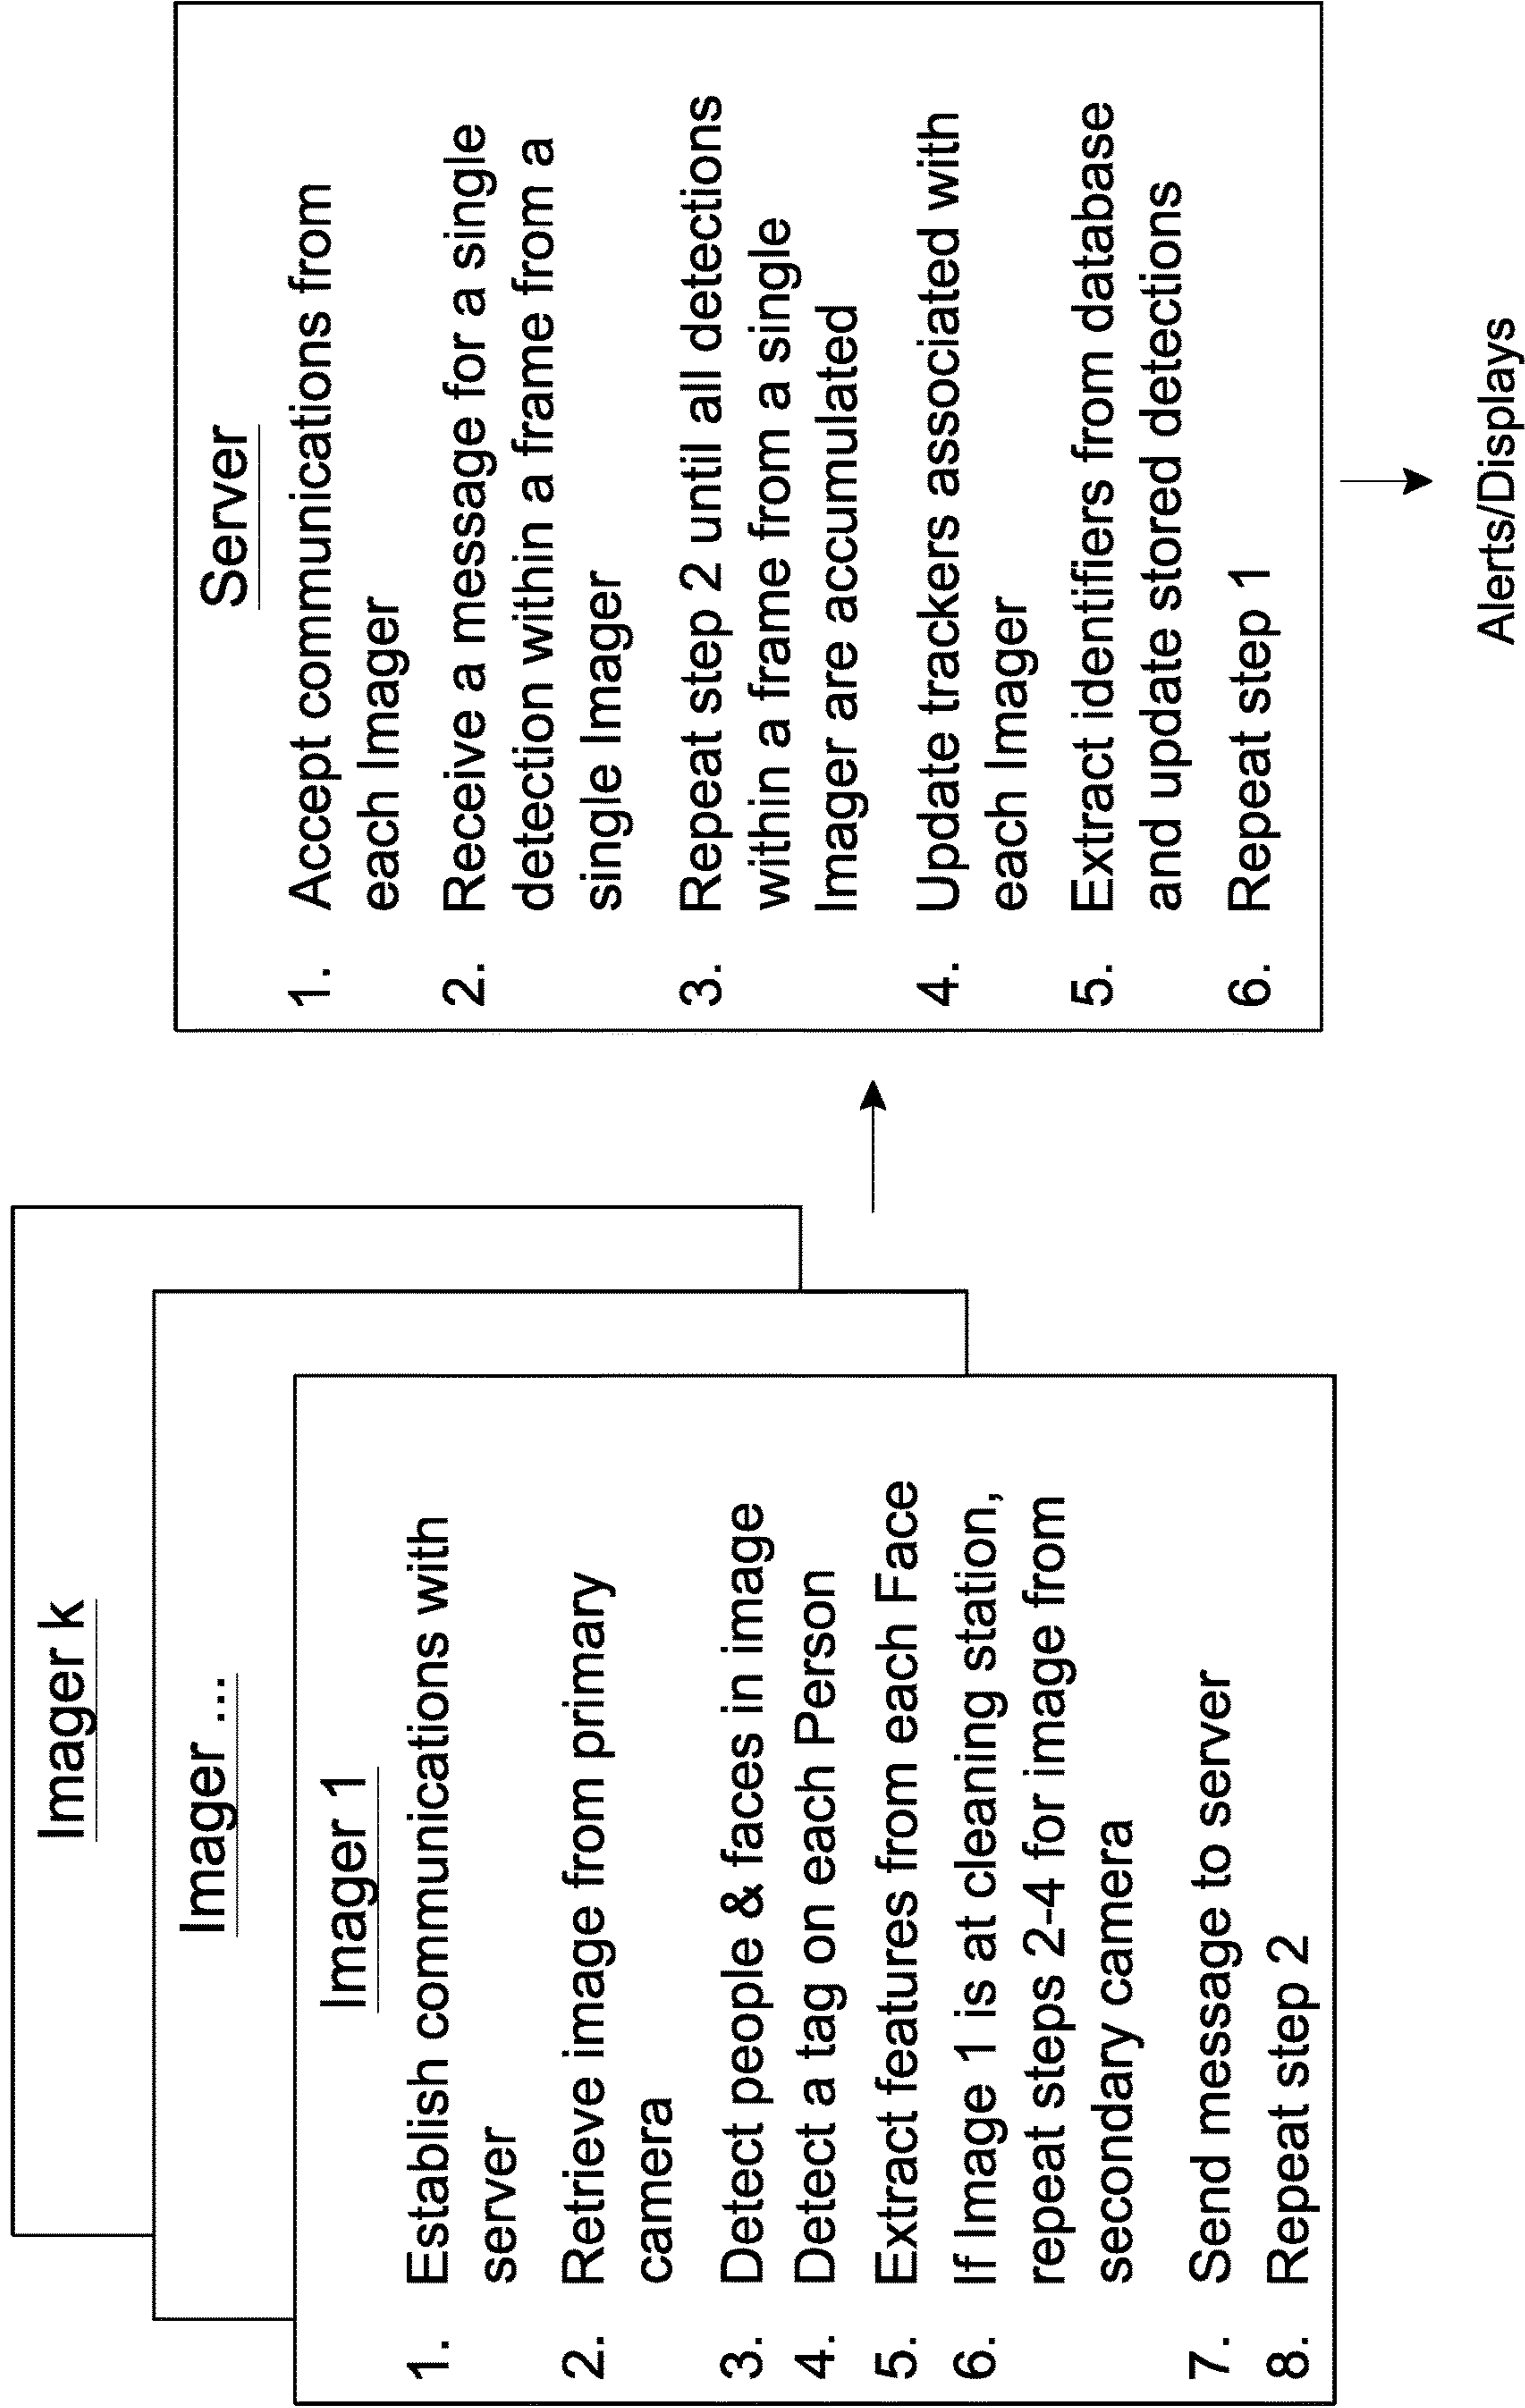 Imager k
Imager ...
Imager 1
1. Establish communications with
server
2. Retrieve image from primary
camera
3. Detect people & faces in image
4. Detect a tag on each Person
5. Extract features from each Face
6. If Image 1 is at cleaning station,
repeat steps 2-4 for image from
secondary camera
7. Send message to server
8. Repeat step 2
Server
1. Accept communications from
each Imager
2. Receive a message for a single
detection within a frame from a
single Imager
3. Repeat step 2 until all detections
within a frame from a single
Imager are accumulated
4. Update trackers associated with
each Imager
5. Extract identifiers from database
and update stored detections
6. Repeat step 1
Alerts/Displays